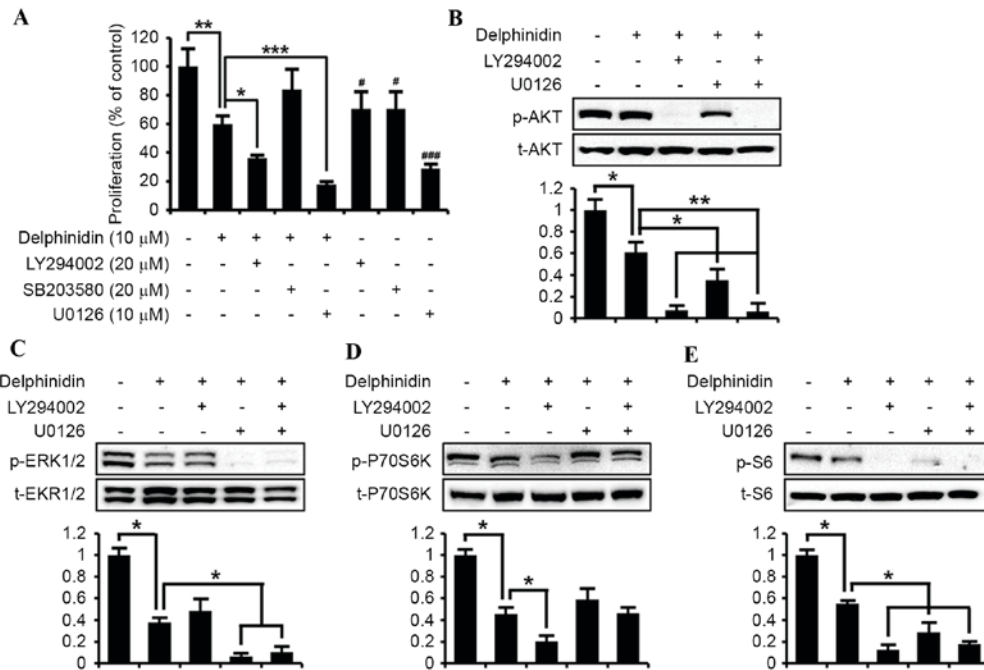 A
Proliferation (% of control)
120
100
80
60
40
20
0
** * *** # # ###
Delphinidin (10 μM) - + + + + - - -
LY294002 (20 μM) - - + - - + - -
SB203580 (20 μM) - - - + - - + -
U0126 (10 μM) - - - - + - - +
B
Delphinidin - + + + +
LY294002 - - + - +
U0126 - - - + +
p-AKT
t-AKT
1.2
1
0.8
0.6
0.4
0.2
0
* * **
C
Delphinidin - + + + +
LY294002 - - + - +
U0126 - - - + +
p-ERK1/2
t-EKR1/2
1.2
1
0.8
0.6
0.4
0.2
0
* *
D
Delphinidin - + + + +
LY294002 - - + - +
U0126 - - - + +
p-P70S6K
t-P70S6K
1.2
1
0.8
0.6
0.4
0.2
0
* *
E
Delphinidin - + + + +
LY294002 - - + - +
U0126 - - - + +
p-S6
t-S6
1.2
1
0.8
0.6
0.4
0.2
0
* *